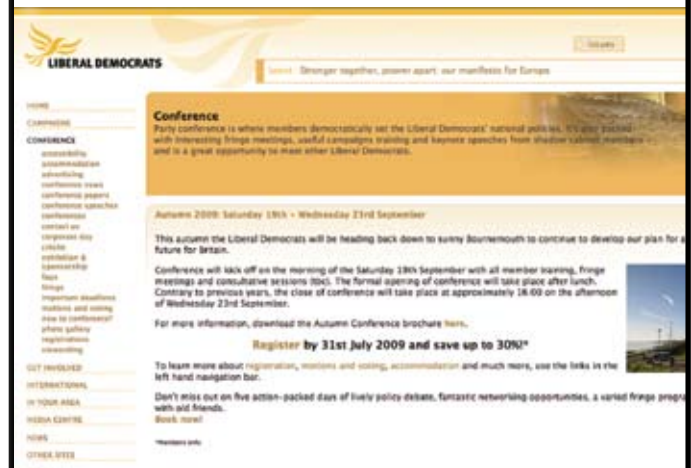 LIBERAL DEMOCRATS
issues
latest Stronger together, poorer apart: our manifesto for Europe
HOME
CAMPAIGNS
CONFERENCE
accessibility
accommodation
advertising
conference news
conference papers
conference speeches
conferences
contact us
corporate day
crèche
exhibition &
sponsorship
faqs
fringe
important deadlines
motions and voting
new to conference?
photo gallery
registrations
stewarding
GET INVOLVED
INTERNATIONAL
IN YOUR AREA
MEDIA CENTRE
NEWS
OTHER SITES
Conference
Party conference is where members democratically set the Liberal Democrats' national policies. It's also packed
with interesting fringe meetings, useful campaigns training and keynote speeches from shadow cabinet members
and is a great opportunity to meet other Liberal Democrats.
Autumn 2009: Saturday 19th - Wednesday 23rd September
This autumn the Liberal Democrats will be heading back down to sunny Bournemouth to continue to develop our plan for a
future for Britain.
Conference will kick off on the morning of the Saturday 19th September with all member training, fringe
meetings and consultative sessions (tbc). The formal opening of conference will take place after lunch.
Contrary to previous years, the close of conference will take place at approximately 16:00 on the afternoon
of Wednesday 23rd September.
For more information, download the Autumn Conference brochure here.
Register by 31st July 2009 and save up to 30%!*
To learn more about registration, motions and voting, accommodation and much more, use the links in the
left hand navigation bar.
Don't miss out on five action-packed days of lively policy debate, fantastic networking opportunities, a varied fringe progra
with old friends.
Book now!
*Members only